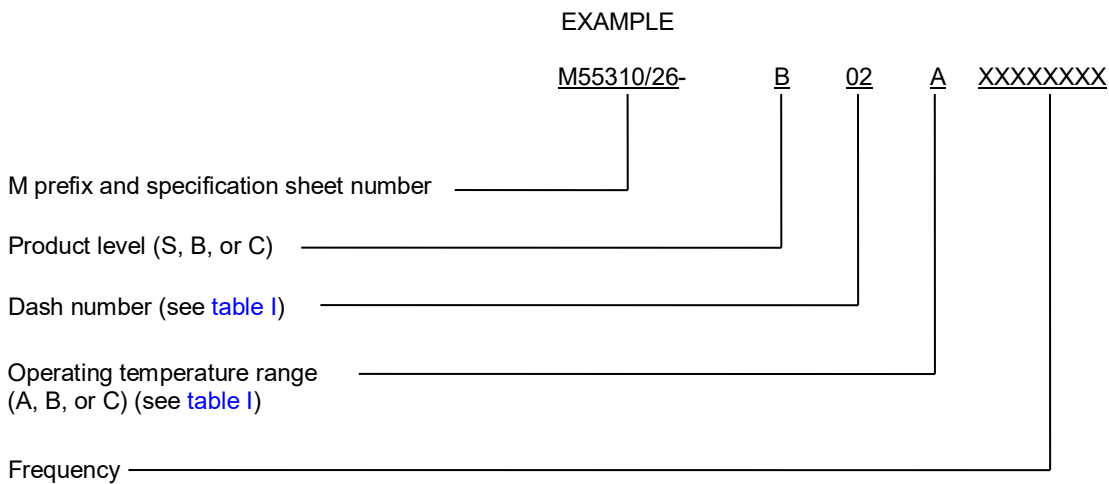 EXAMPLE
M55310/26- B 02 A XXXXXXXX
M prefix and specification sheet number
Product level (S, B, or C)
Dash number (see table I)
Operating temperature range
(A, B, or C) (see table I)
Frequency